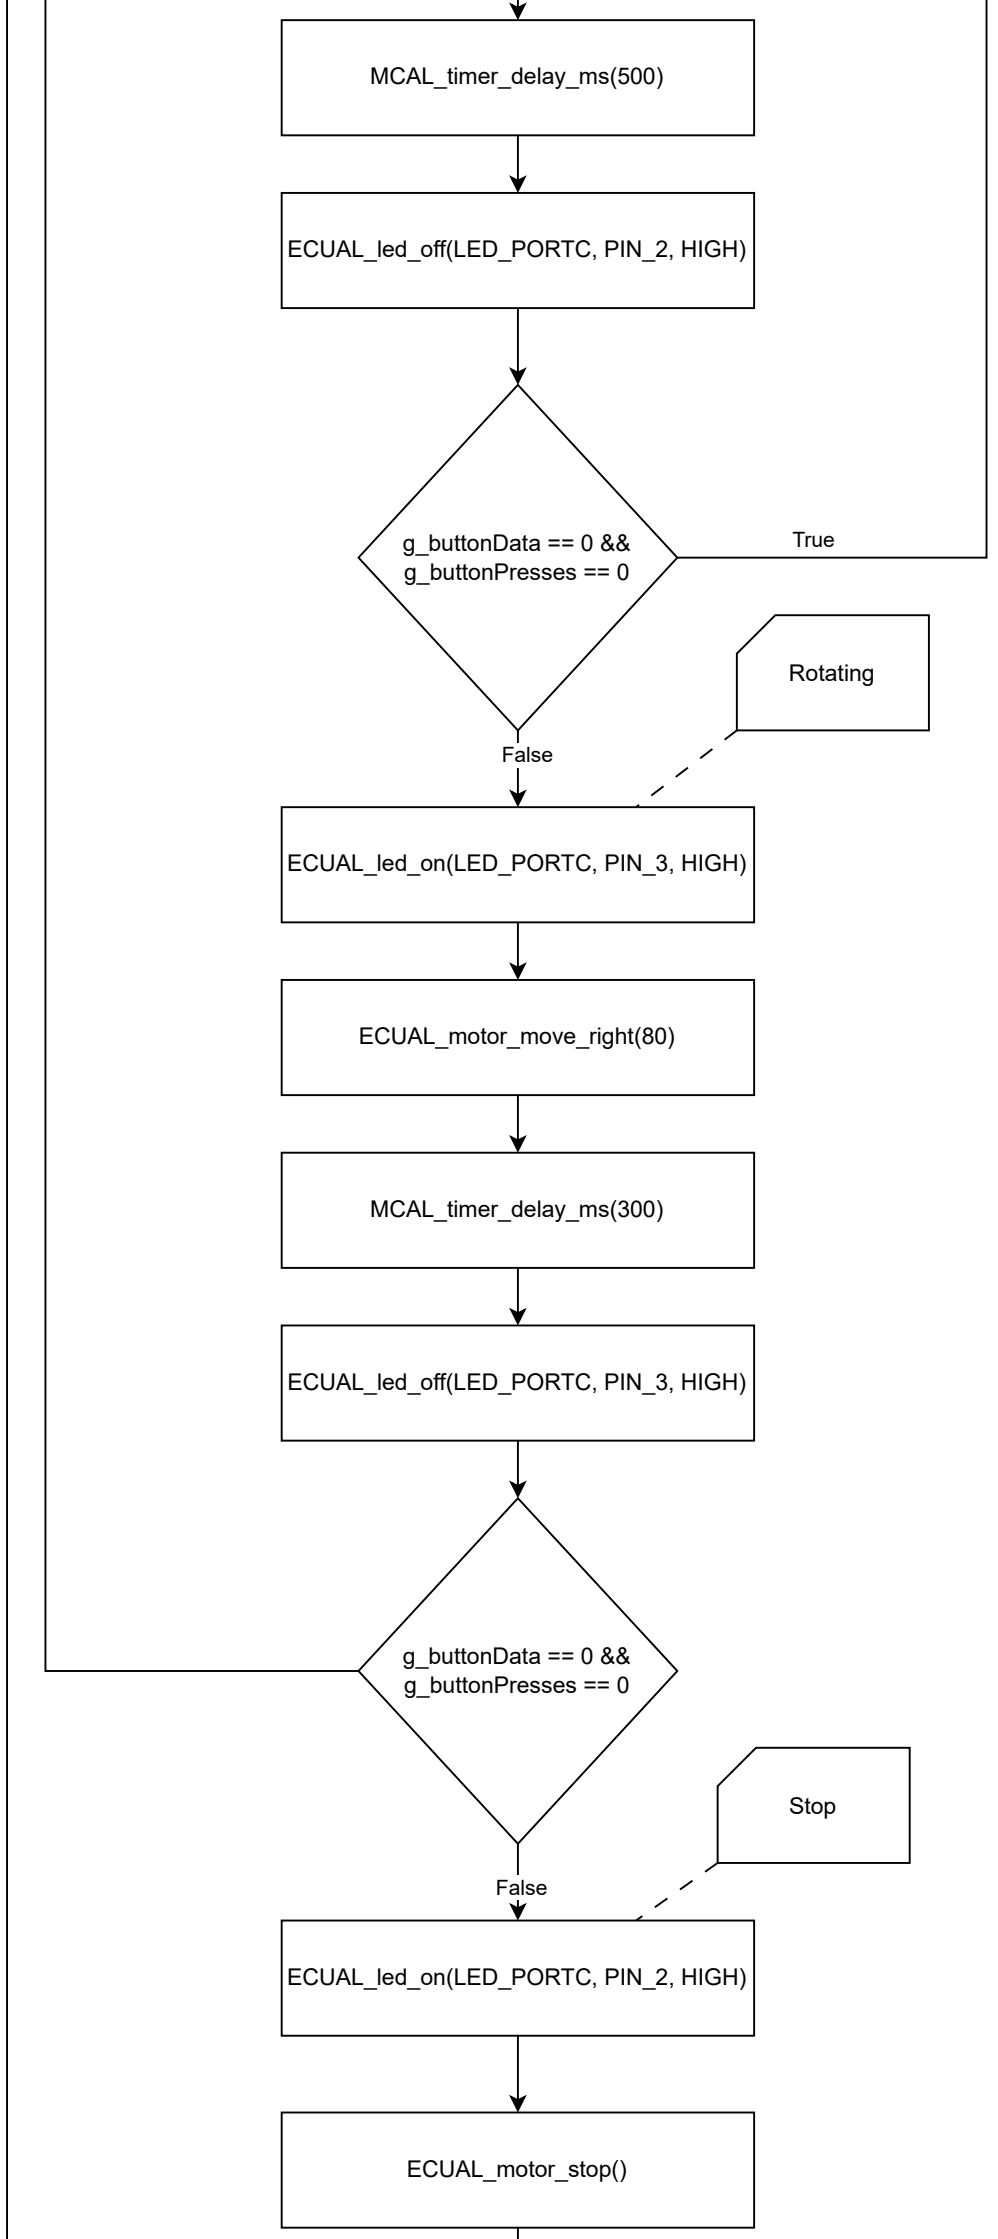 MCAL_timer_delay_ms(500)
ECUAL_led_off(LED_PORTC, PIN_2, HIGH)
g_buttonData == 0 &&
g_buttonPresses == 0
True
Rotating
False
ECUAL_led_on(LED_PORTC, PIN_3, HIGH)
ECUAL_motor_move_right(80)
MCAL_timer_delay_ms(300)
ECUAL_led_off(LED_PORTC, PIN_3, HIGH)
g_buttonData == 0 &&
g_buttonPresses == 0
Stop
False
ECUAL_led_on(LED_PORTC, PIN_2, HIGH)
ECUAL_motor_stop()